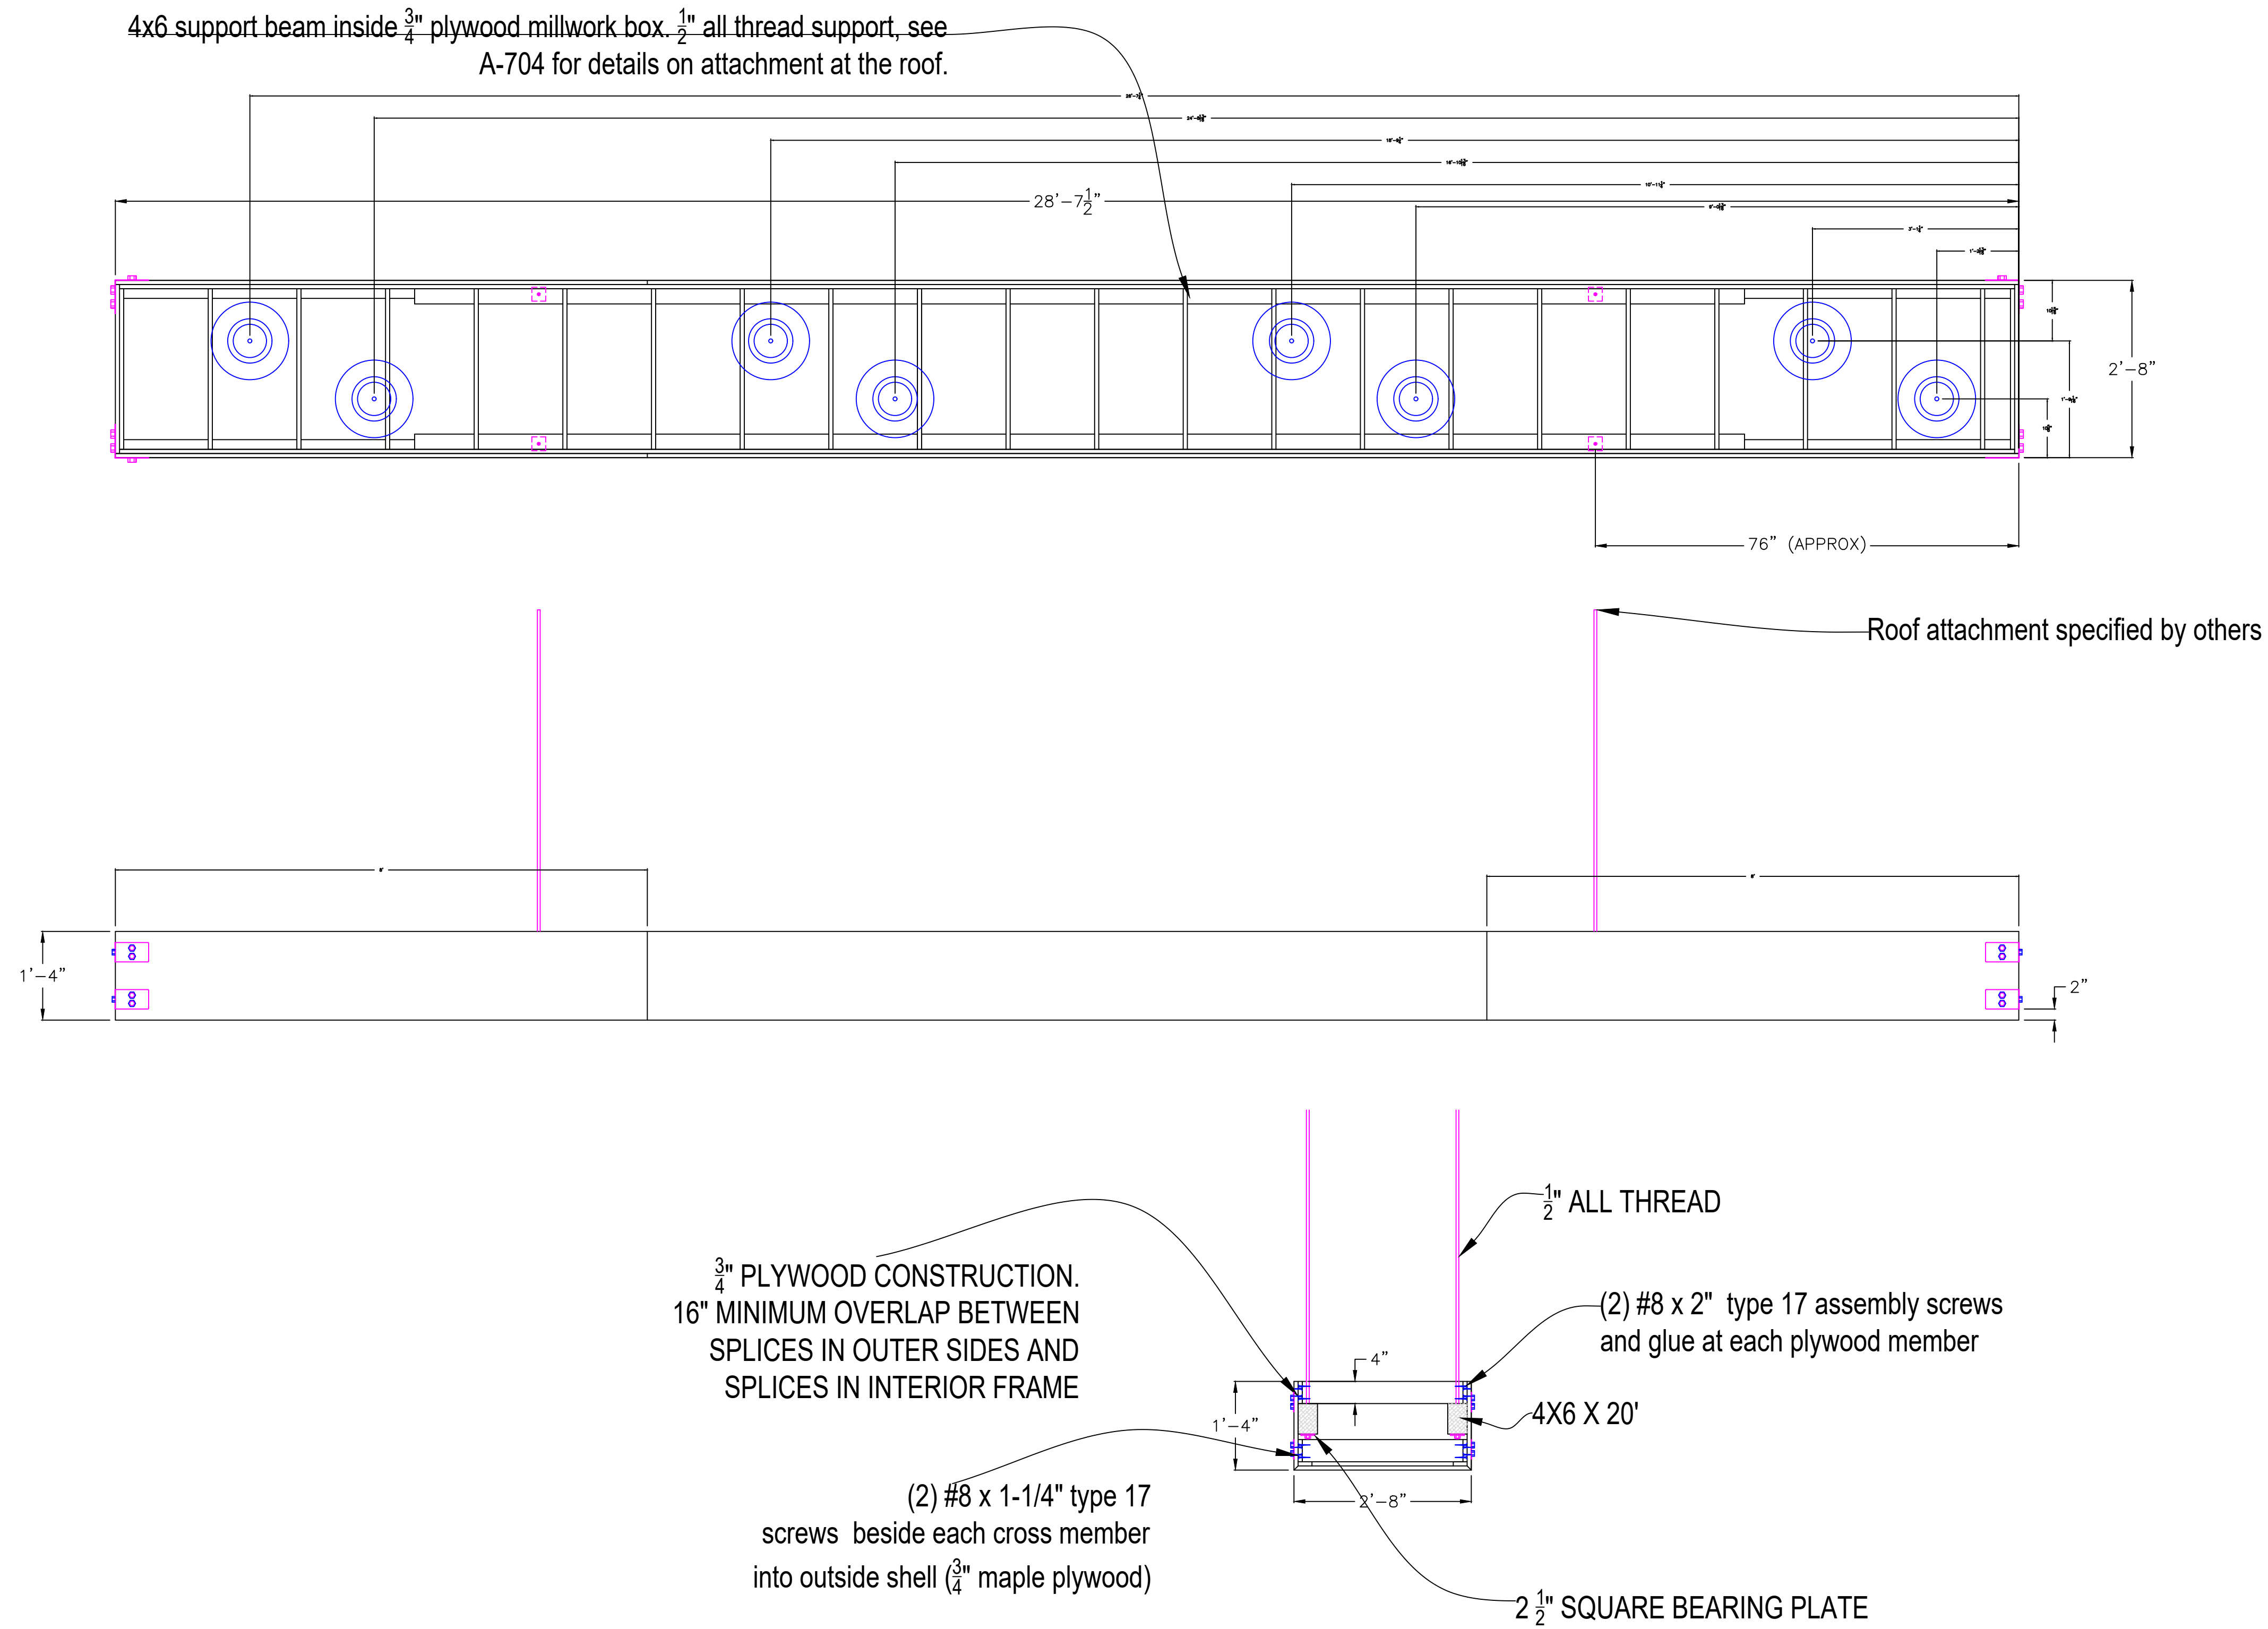 4x6 support beam inside 3/4" plywood millwork box. 1/2" all thread support, see
A-704 for details on attachment at the roof.
28'-7 1/2"
2'-8"
76" (APPROX)
Roof attachment specified by others
8'
8'
1'-4"
2"
1/2" ALL THREAD
3/4" PLYWOOD CONSTRUCTION.
16" MINIMUM OVERLAP BETWEEN
SPLICES IN OUTER SIDES AND
SPLICES IN INTERIOR FRAME
(2) #8 x 2" type 17 assembly screws
and glue at each plywood member
4"
1'-4"
4X6 X 20'
2'-8"
(2) #8 x 1-1/4" type 17
screws beside each cross member
into outside shell (3/4" maple plywood)
2 1/2" SQUARE BEARING PLATE